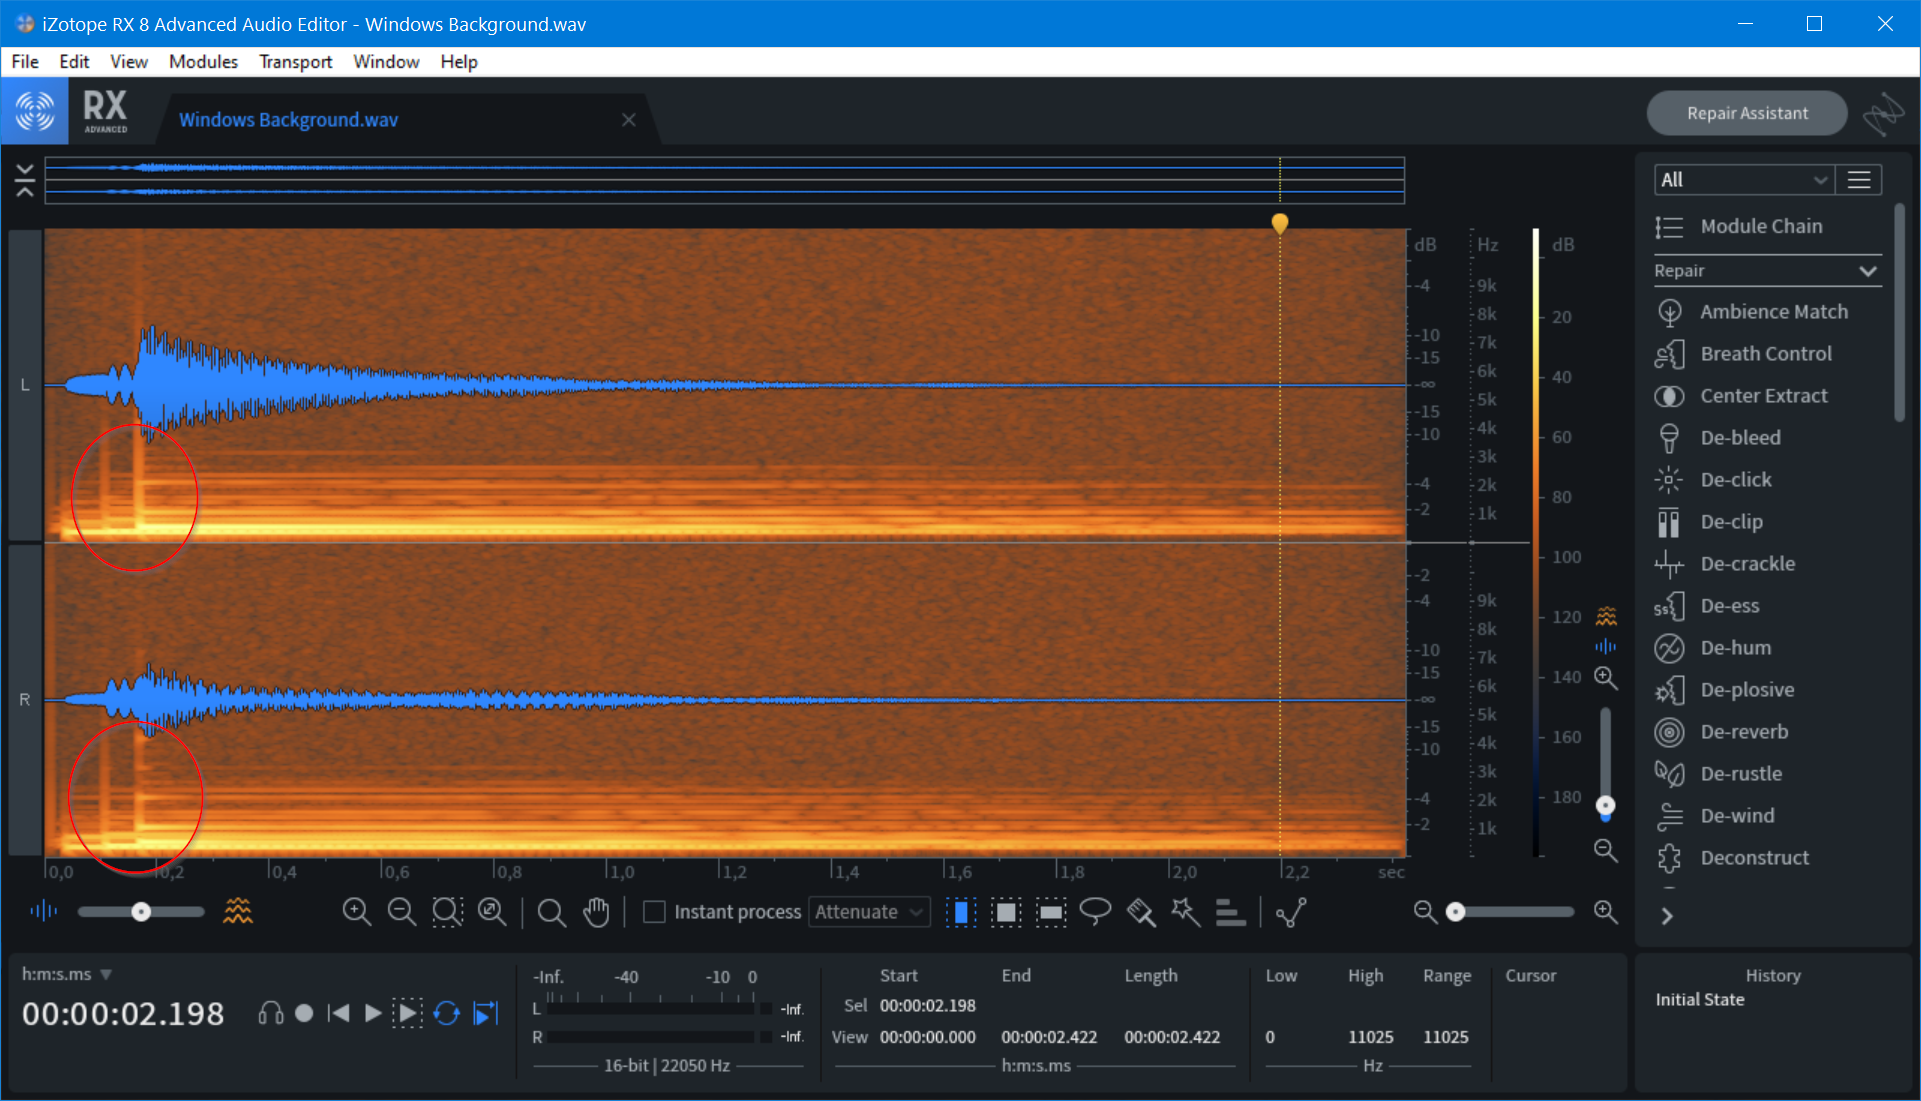 iZotope RX 8 Advanced Audio Editor - Windows Background.wav
File Edit View Modules Transport Window Help
RX
ADVANCED
Windows Background.wav
Repair Assistant
All
Module Chain
Repair
Ambience Match
Breath Control
Center Extract
De-bleed
De-click
De-clip
De-crackle
De-ess
De-hum
De-plosive
De-reverb
De-rustle
De-wind
Deconstruct
L
R
dB
-4
-10
-15
-∞
-15
-10
-4
-2
-2
-4
-10
-15
-∞
-15
-10
-4
-2
Hz
-9k
-8k
-7k
-6k
-5k
-4k
-3k
-2k
-1k
-9k
-8k
-7k
-6k
-5k
-4k
-3k
-2k
-1k
dB
20
40
60
80
100
120
140
160
180
0,0 0,2 0,4 0,6 0,8 1,0 1,2 1,4 1,6 1,8 2,0 2,2 sec
Instant process Attenuate
h:m:s.ms
00:00:02.198
-Inf. -40 -10 0
L -Inf.
R -Inf.
16-bit | 22050 Hz
Start End Length
Sel 00:00:02.198
View 00:00:00.000 00:00:02.422 00:00:02.422
h:m:s.ms
Low High Range
0 11025 11025
Hz
Cursor
History
Initial State